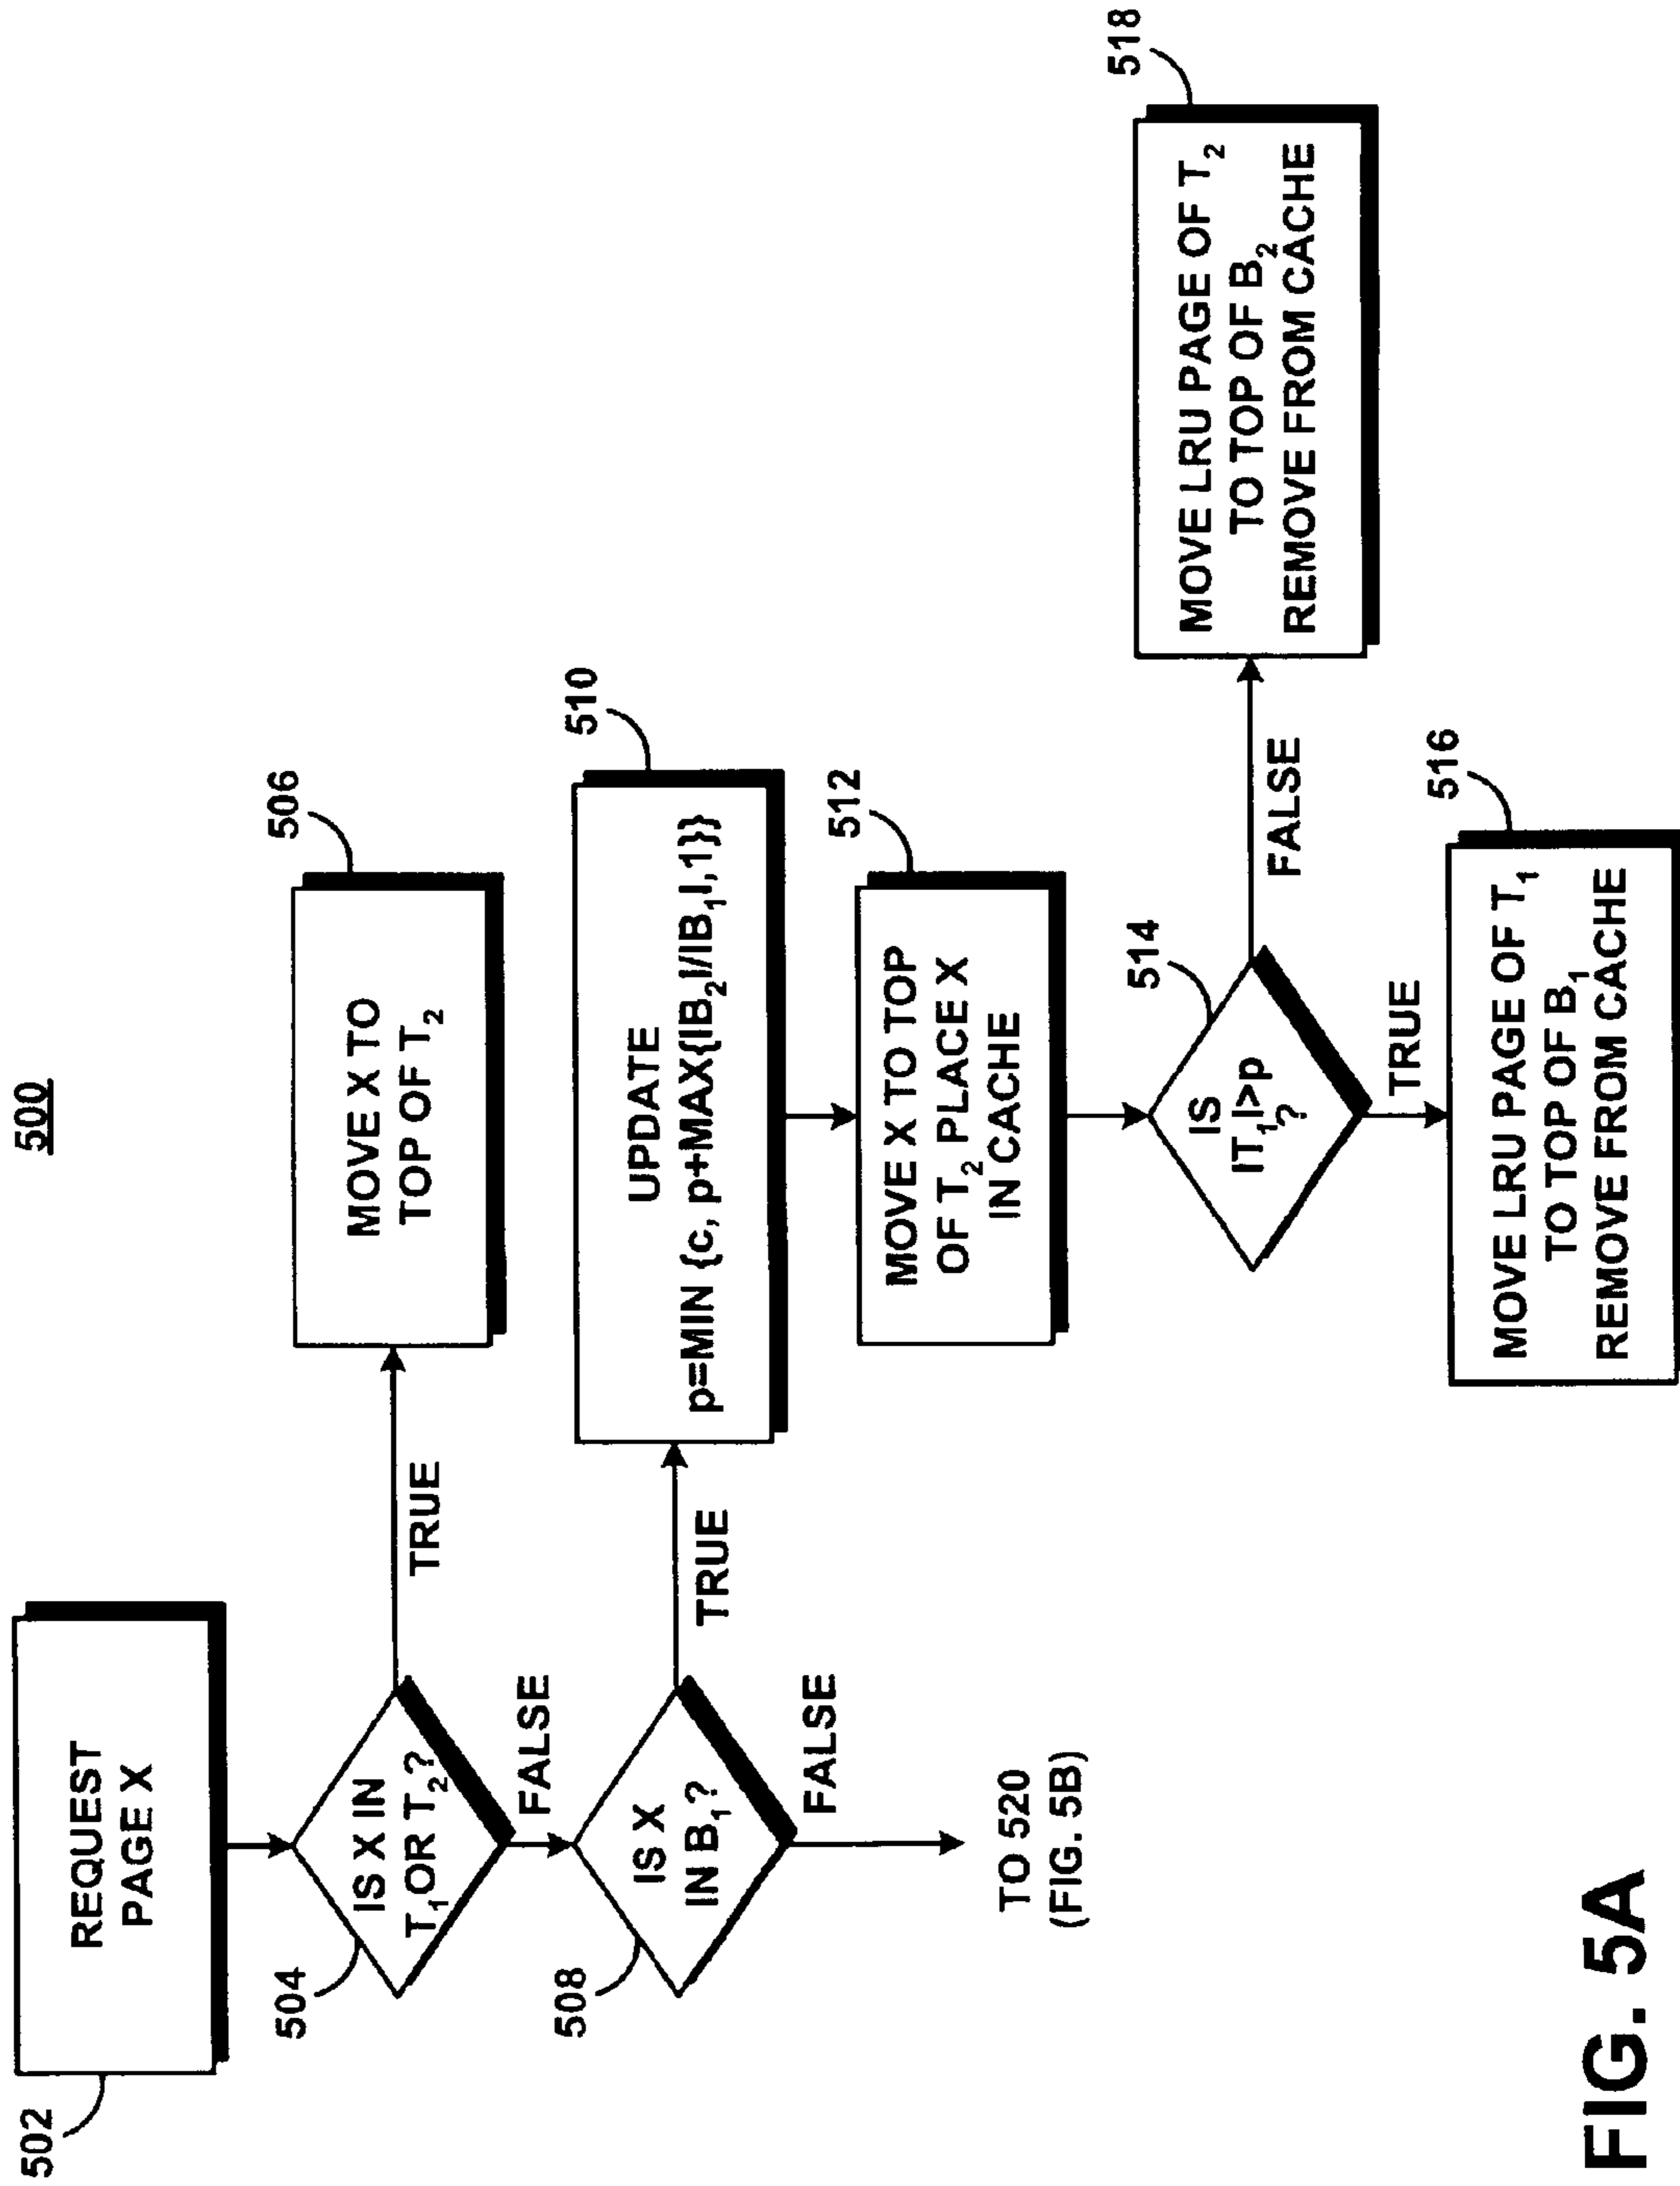 500
502
REQUEST
PAGE X
504
IS X IN
T₁ OR T₂ ?
TRUE
506
MOVE X TO
TOP OF T₂
FALSE
508
IS X
IN B₁ ?
TRUE
510
UPDATE
p=MIN {c, p+MAX{IB₂I/IB₁I,1}}
FALSE
TO 520
(FIG. 5B)
512
MOVE X TO TOP
OF T₂ PLACE X
IN CACHE
514
IS
IT₁I>p
?
FALSE
518
MOVE LRU PAGE OF T₂
TO TOP OF B₂
REMOVE FROM CACHE
TRUE
516
MOVE LRU PAGE OF T₁
TO TOP OF B₁
REMOVE FROM CACHE
FIG. 5A